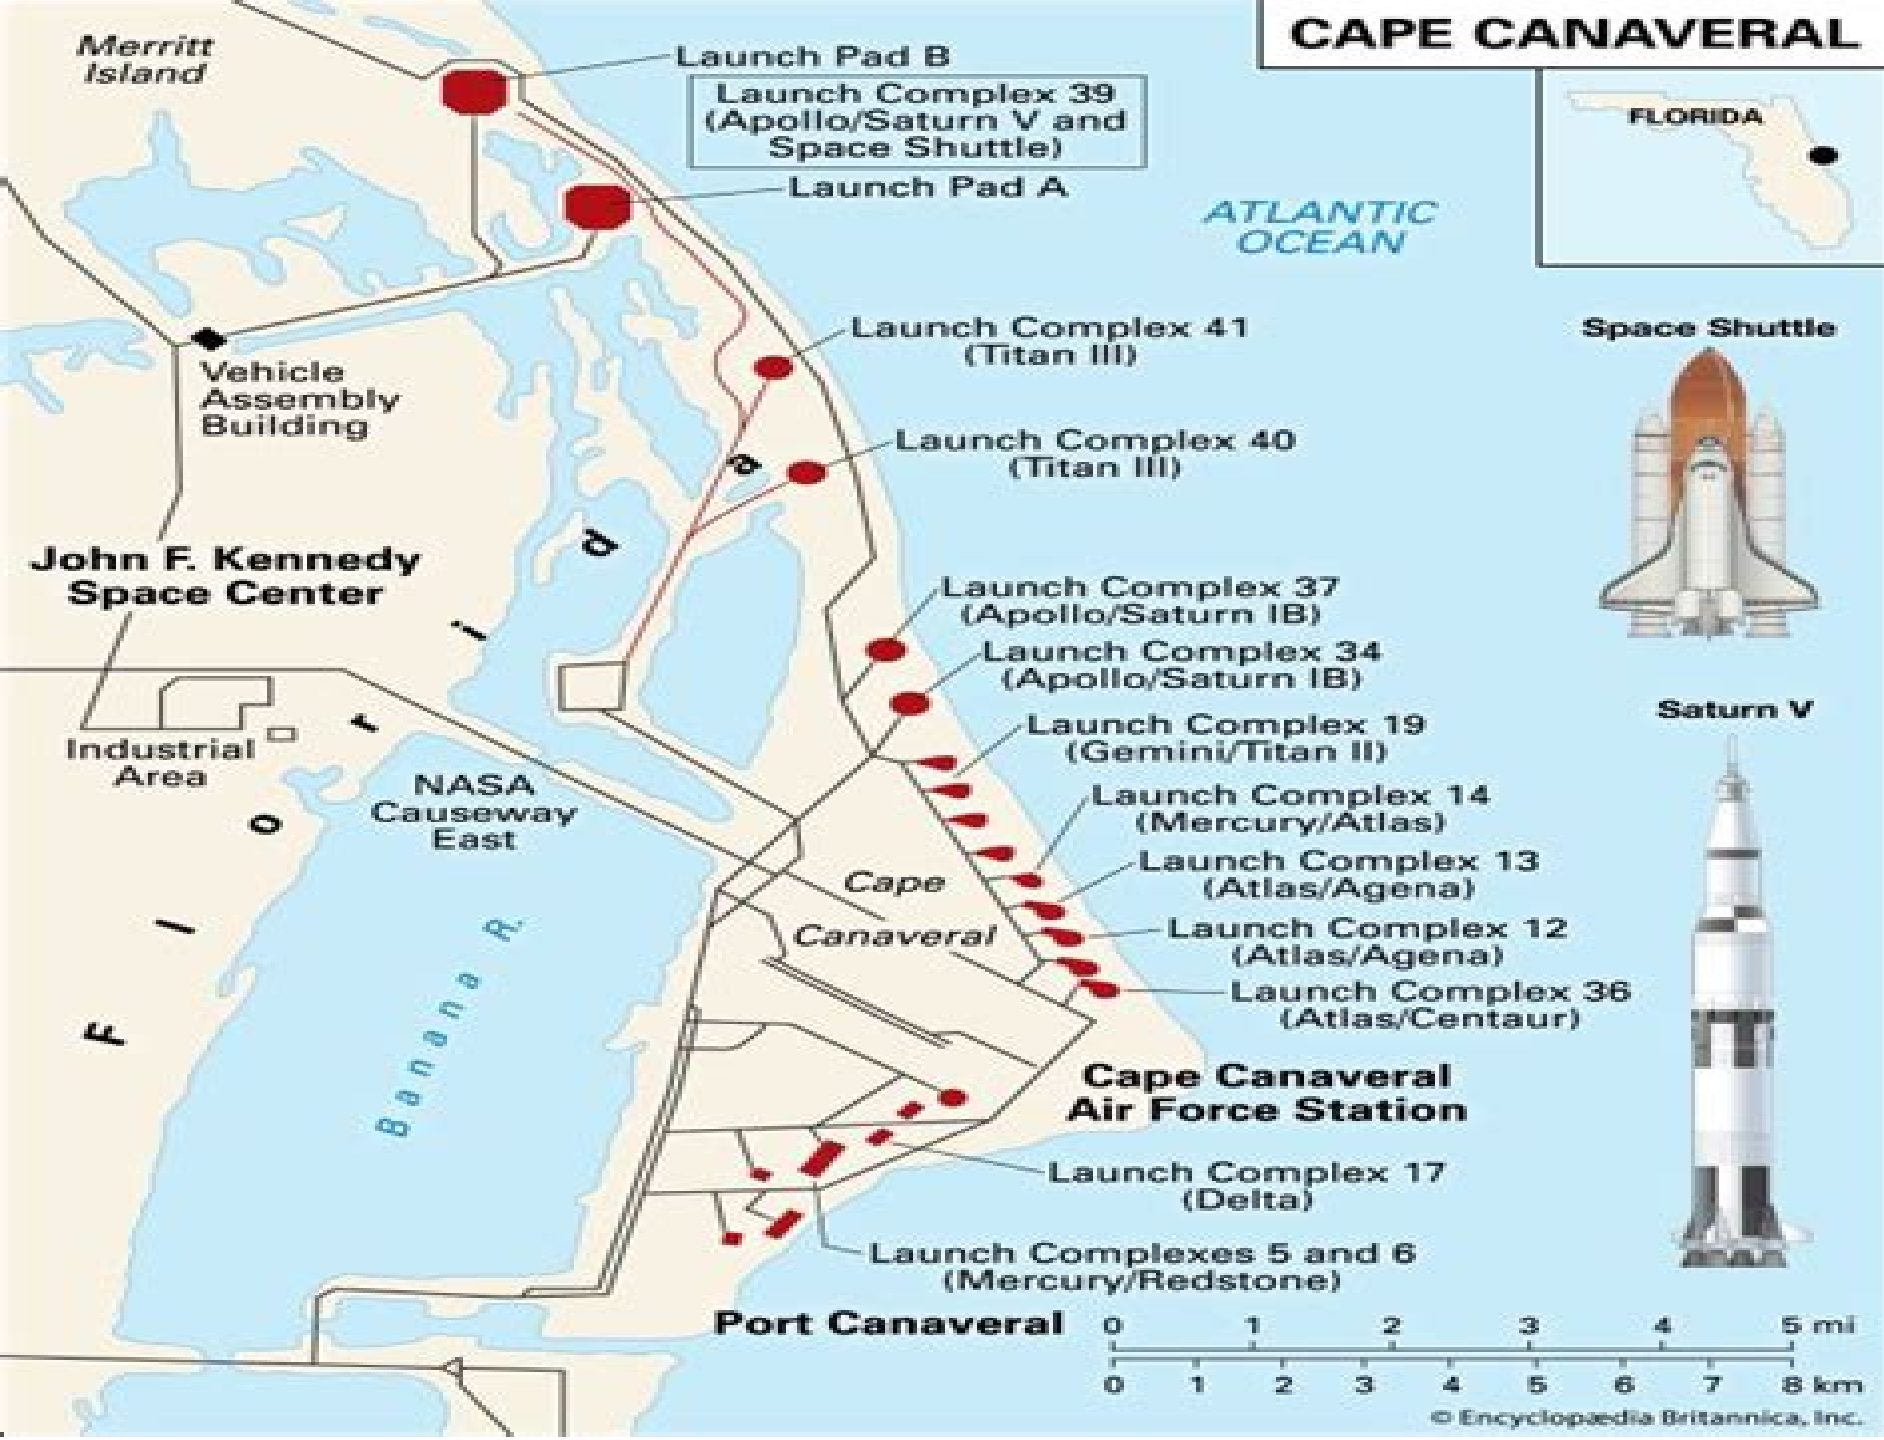 CAPE CANAVERAL
Merritt
Island
Launch Pad B
Launch Complex 39
(Apollo/Saturn V and
Space Shuttle)
Launch Pad A
FLORIDA
ATLANTIC
OCEAN
Launch Complex 41
(Titan III)
Space Shuttle
Vehicle
Assembly
Building
Launch Complex 40
(Titan III)
John F. Kennedy
Space Center
Launch Complex 37
(Apollo/Saturn IB)
Launch Complex 34
(Apollo/Saturn IB)
Saturn V
Launch Complex 19
(Gemini/Titan II)
Industrial
Area
NASA
Causeway
East
Launch Complex 14
(Mercury/Atlas)
Launch Complex 13
(Atlas/Agena)
Cape
Canaveral
Launch Complex 12
(Atlas/Agena)
Launch Complex 36
(Atlas/Centaur)
Florida
Banana R.
Cape Canaveral
Air Force Station
Launch Complex 17
(Delta)
Launch Complexes 5 and 6
(Mercury/Redstone)
Port Canaveral
0 1 2 3 4 5 mi
0 1 2 3 4 5 6 7 8 km
© Encyclopædia Britannica, Inc.